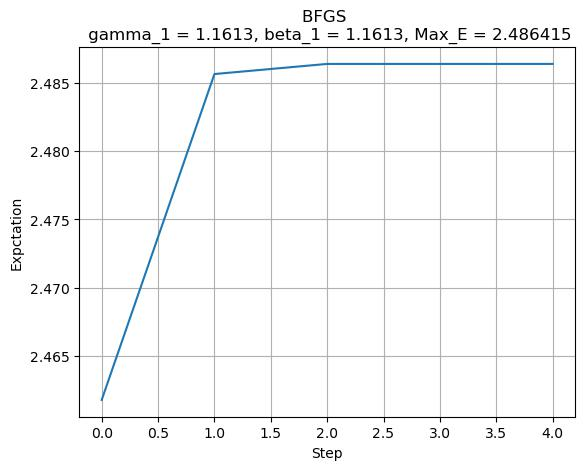 BFGS
gamma_1 = 1.1613, beta_1 = 1.1613, Max_E = 2.486415
2.485
2.480
2.475
2.470
2.465
Expctation
0.0 0.5 1.0 1.5 2.0 2.5 3.0 3.5 4.0
Step